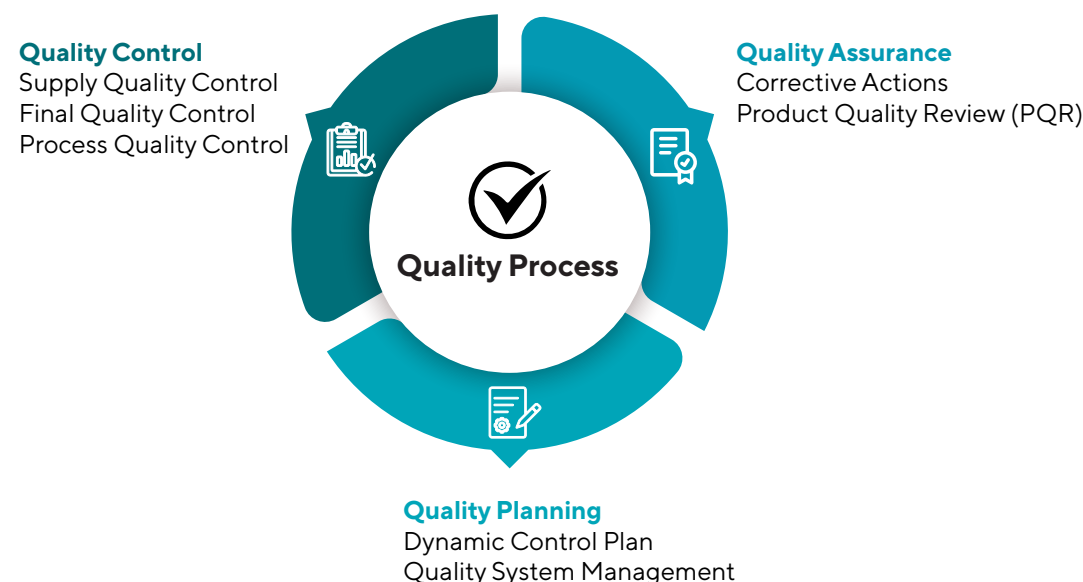 Quality Control
Supply Quality Control
Final Quality Control
Process Quality Control
Quality Assurance
Corrective Actions
Product Quality Review (PQR)
Quality Process
Quality Planning
Dynamic Control Plan
Quality System Management